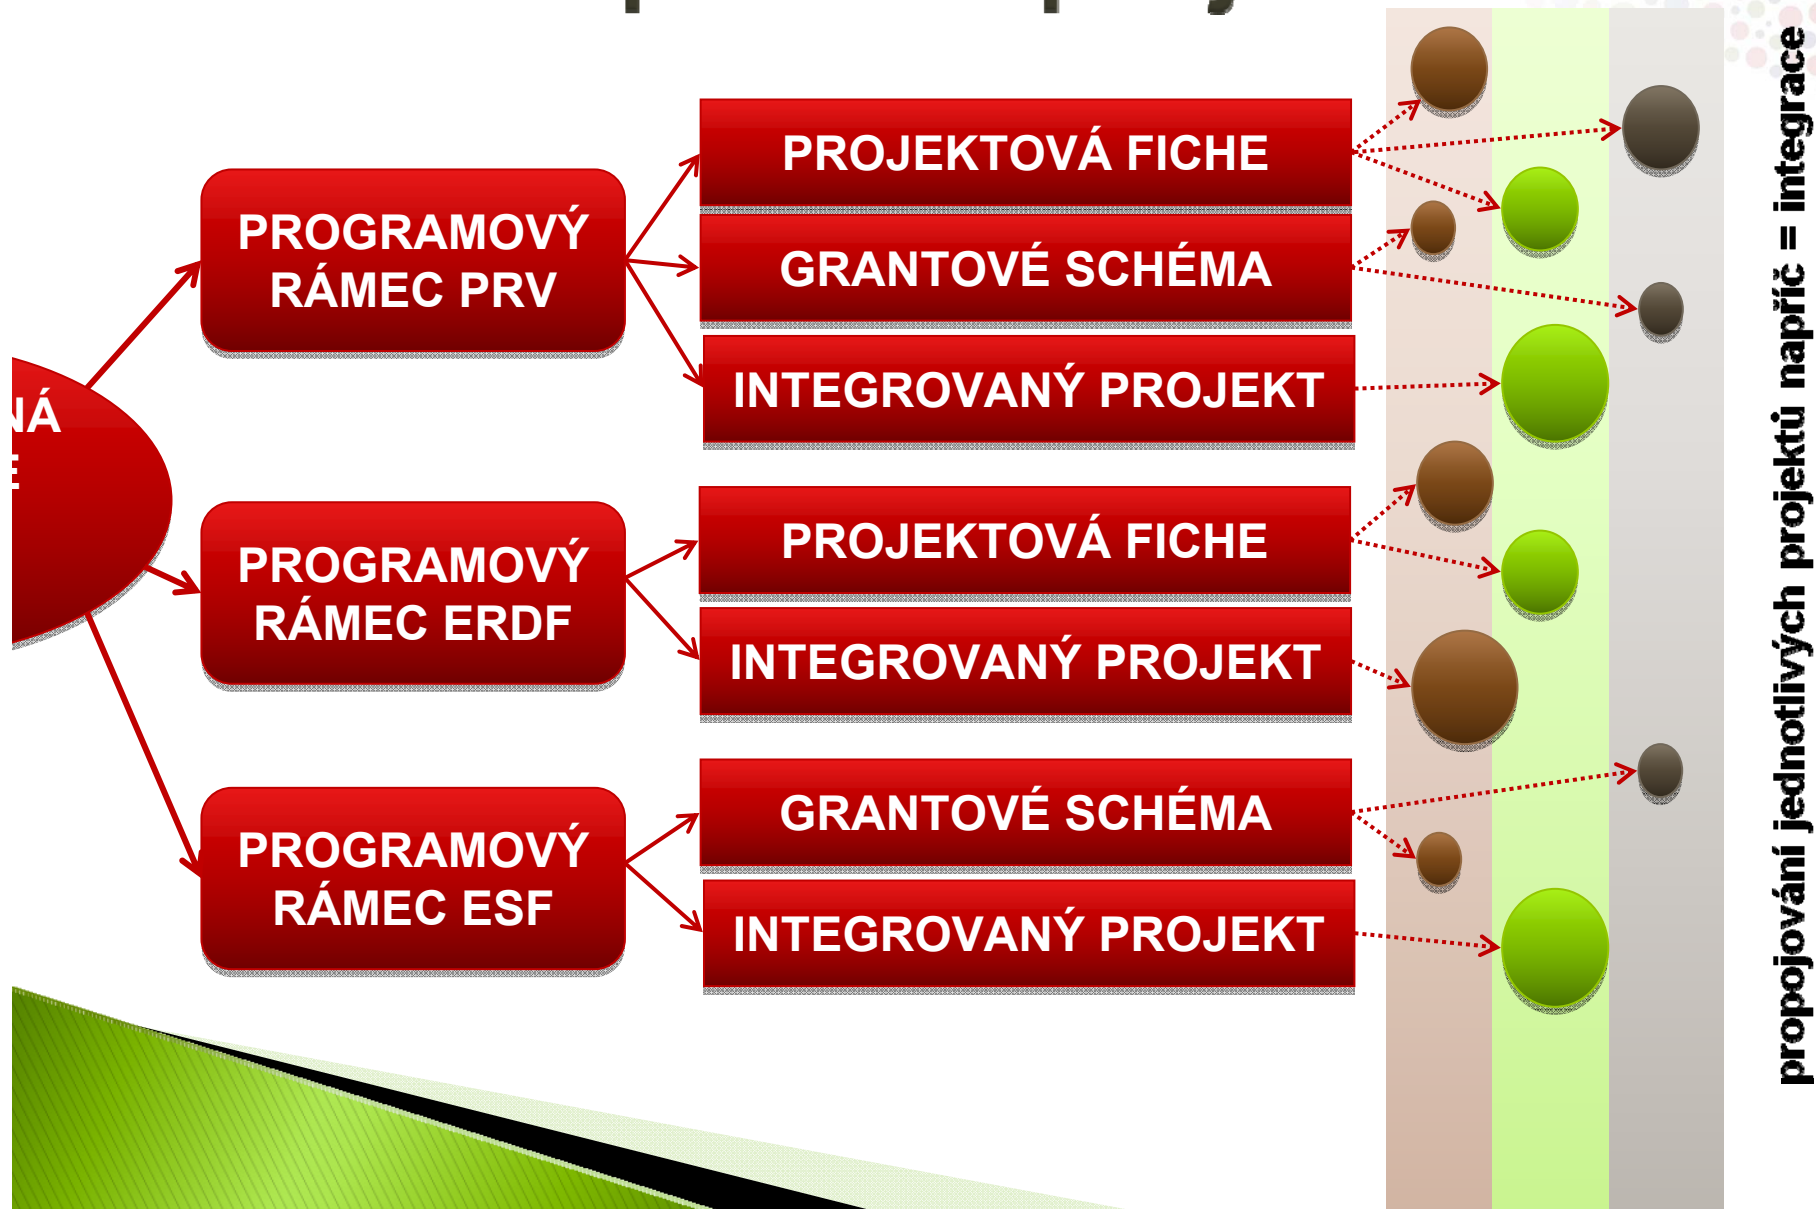 NÁ
E
PROGRAMOVÝ
RÁMEC PRV
PROJEKTOVÁ FICHE
GRANTOVÉ SCHÉMA
INTEGROVANÝ PROJEKT
PROGRAMOVÝ
RÁMEC ERDF
PROJEKTOVÁ FICHE
INTEGROVANÝ PROJEKT
PROGRAMOVÝ
RÁMEC ESF
GRANTOVÉ SCHÉMA
INTEGROVANÝ PROJEKT
propojování jednotlivých projektů napříč = integrace